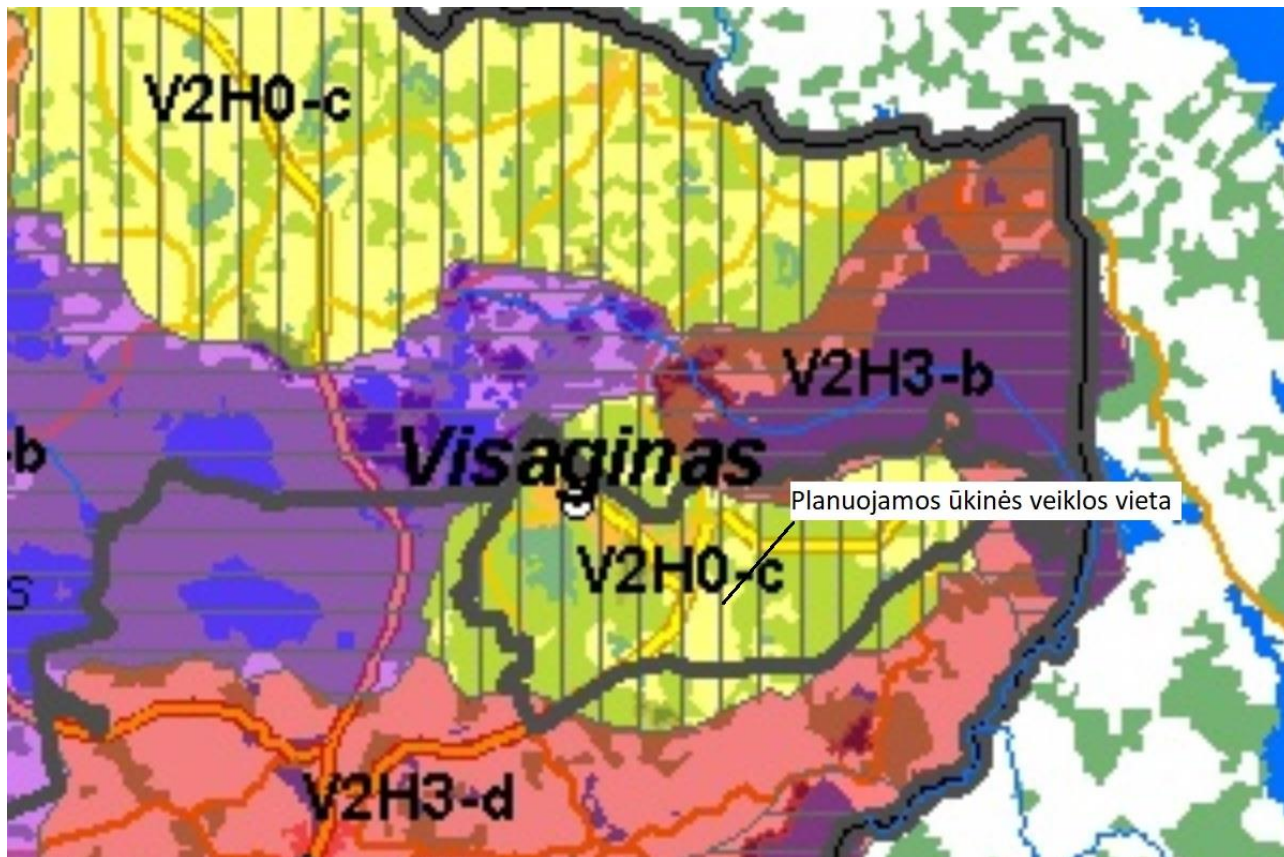 V2H0-c
V2H3-b
-b
Visaginas
Planuojamos ūkinės veiklos vieta
V2H0-c
s
V2H3-d